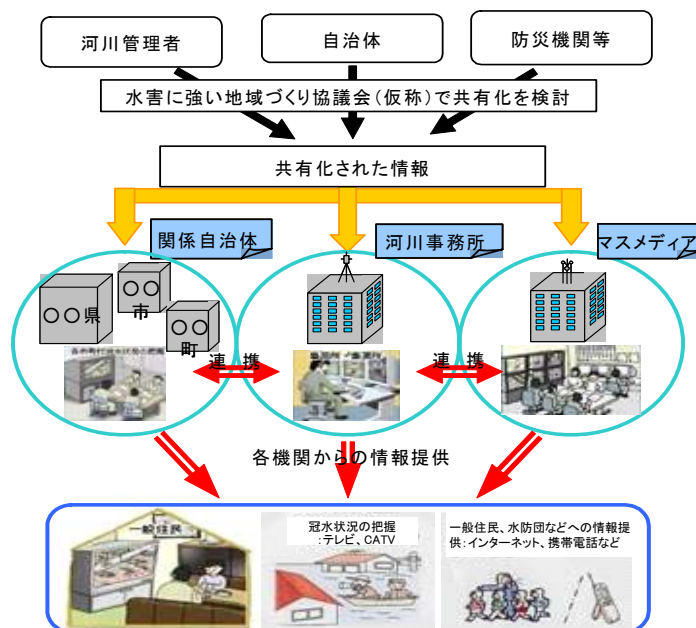 河川管理者
自治体
防災機関等
水害に強い地域づくり協議会(仮称)で共有化を検討
共有化された情報
関係自治体
河川事務所
マスメディア
○○県
○○市
○○町
連携
連携
各機関からの情報提供
一般住民
冠水状況の把握
:テレビ、CATV
一般住民、水防団などへの情報提
供:インターネット、携帯電話など